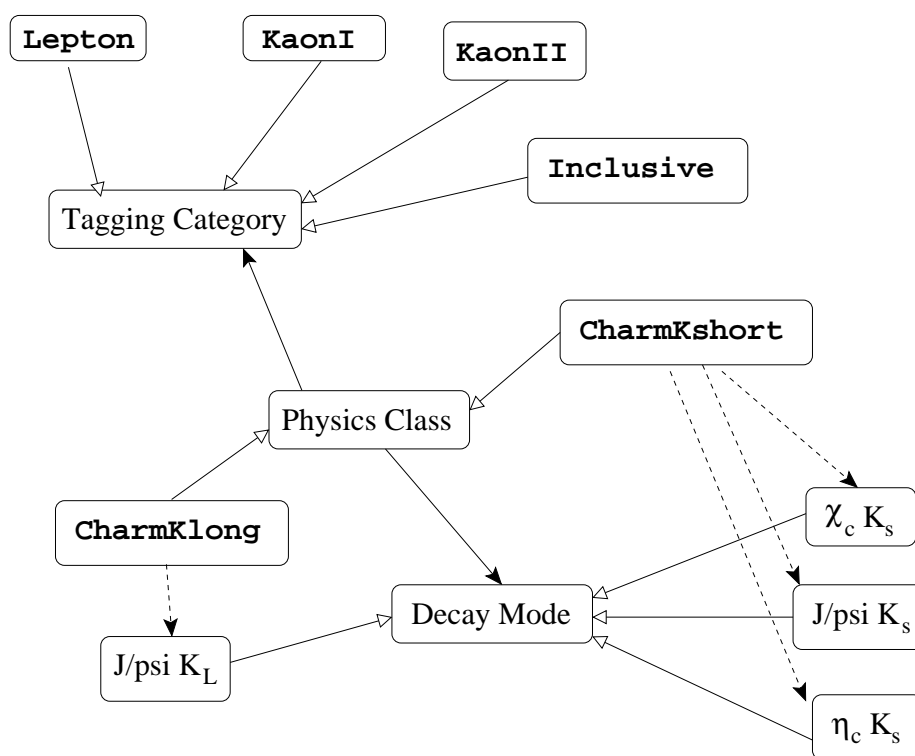 Lepton
KaonI
KaonII
Inclusive
Tagging Category
CharmKshort
Physics Class
CharmKlong
χc Ks
Decay Mode
J/psi Ks
J/psi KL
ηc Ks